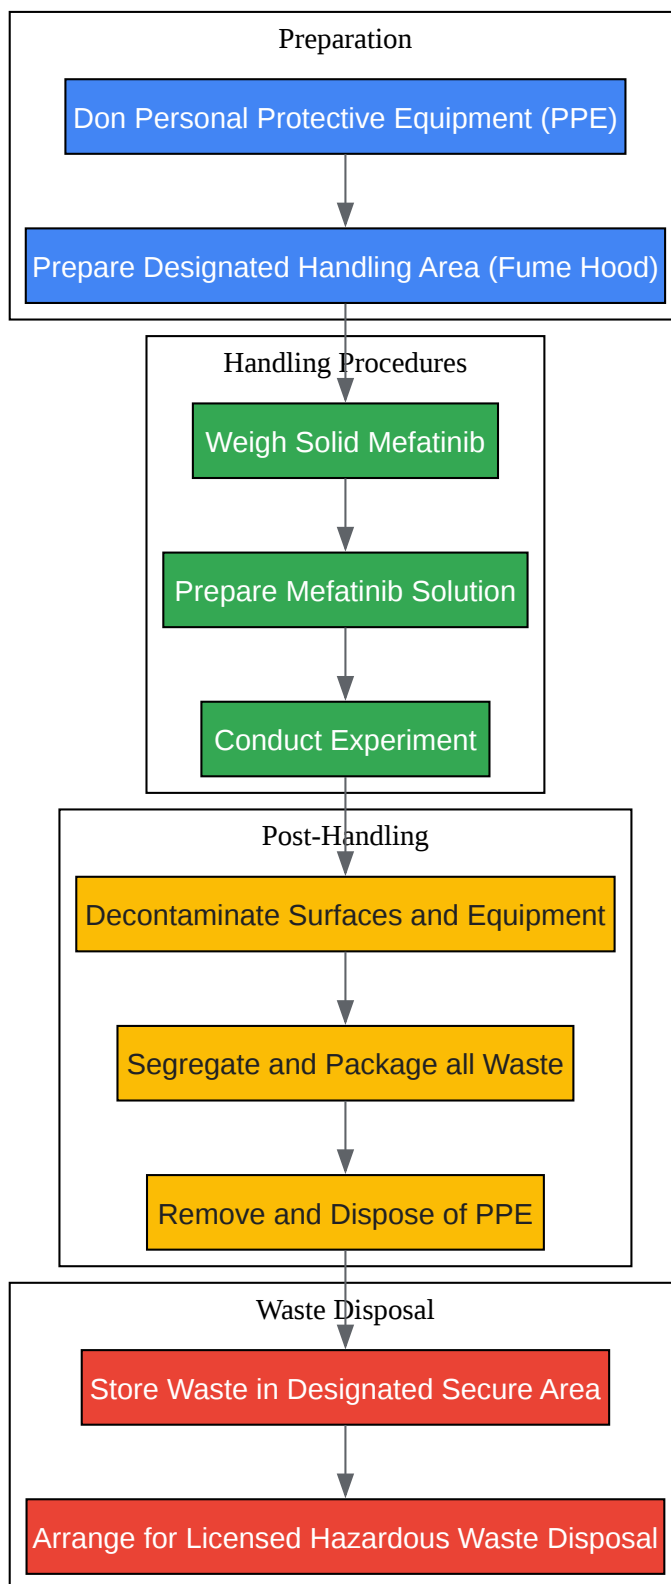 Preparation
Don Personal Protective Equipment (PPE)
Prepare Designated Handling Area (Fume Hood)
Handling Procedures
Weigh Solid Mefatinib
Prepare Mefatinib Solution
Conduct Experiment
Post-Handling
Decontaminate Surfaces and Equipment
Segregate and Package all Waste
Remove and Dispose of PPE
Waste Disposal
Store Waste in Designated Secure Area
Arrange for Licensed Hazardous Waste Disposal